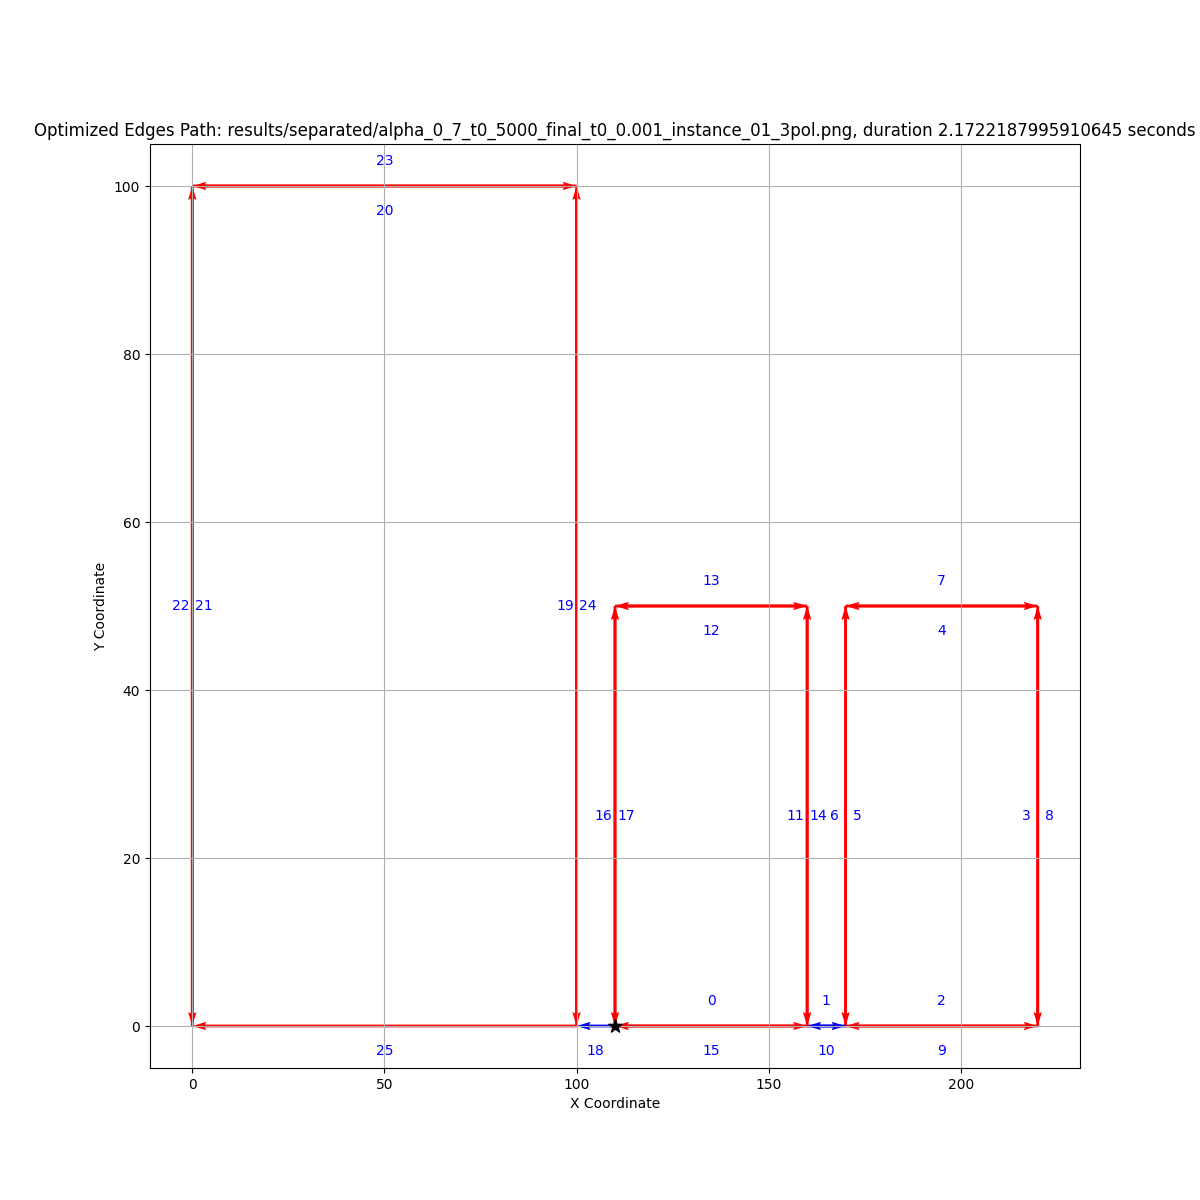 Optimized Edges Path: results/separated/alpha_0_7_t0_5000_final_t0_0.001_instance_01_3pol.png, duration 2.1722187995910645 seconds
23
100
20
80
60
13 7
22 21 19 24
12 4
Y Coordinate
40
16 17 11 14 6 5 3 8
20
0 1 2
0
25 18 15 10 9
0 50 100 150 200
X Coordinate